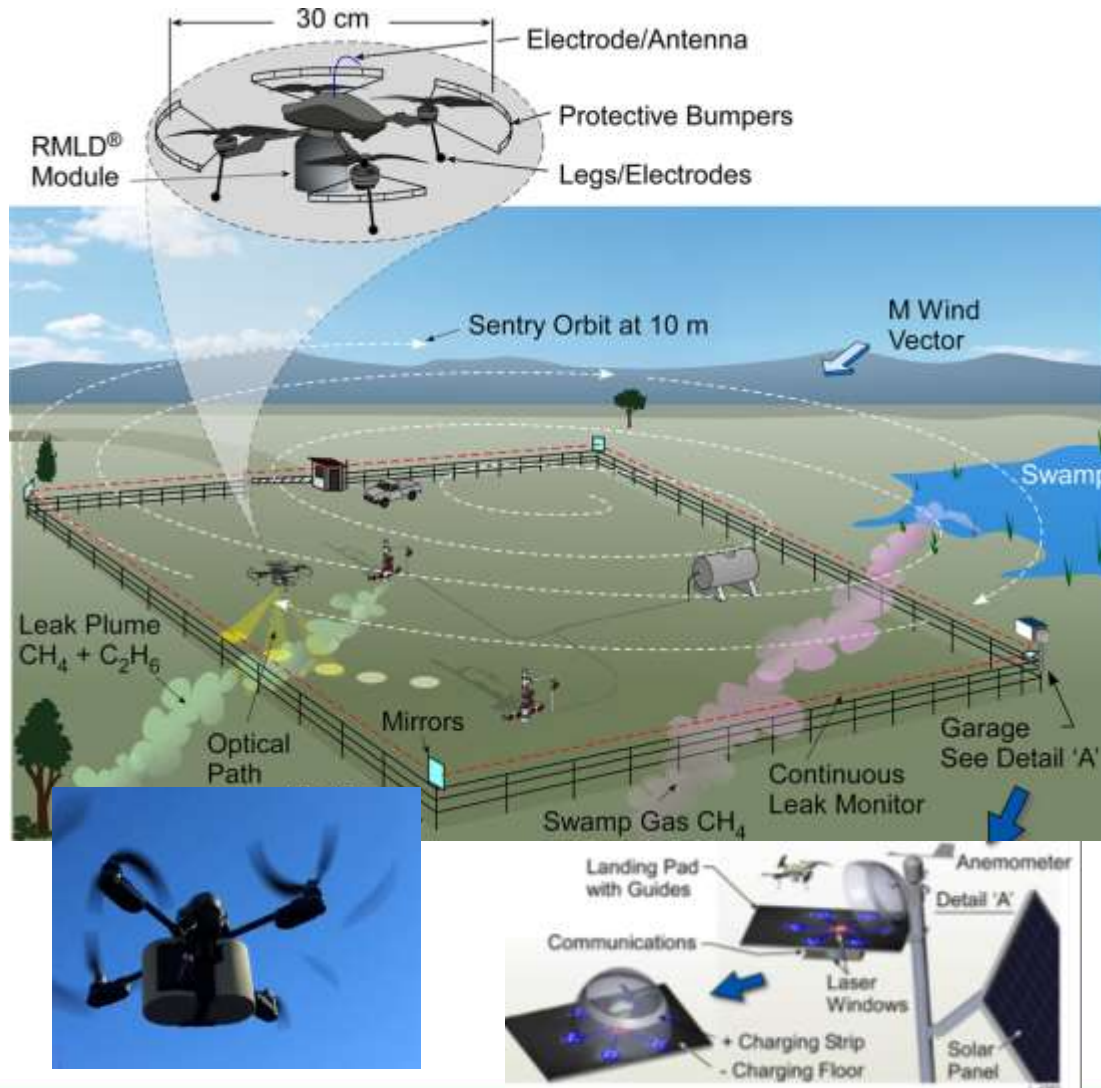 30 cm
Electrode/Antenna
Protective Bumpers
RMLD®
Module
Legs/Electrodes
Sentry Orbit at 10 m
M Wind
Vector
Swamp
Leak Plume
CH₄ + C₂H₆
Optical
Path
Mirrors
Garage
See Detail ‘A’
Continuous
Leak Monitor
Swamp Gas CH₄
Landing Pad
with Guides
Anemometer
Detail ‘A’
Communications
Laser
Windows
+ Charging Strip
- Charging Floor
Solar
Panel